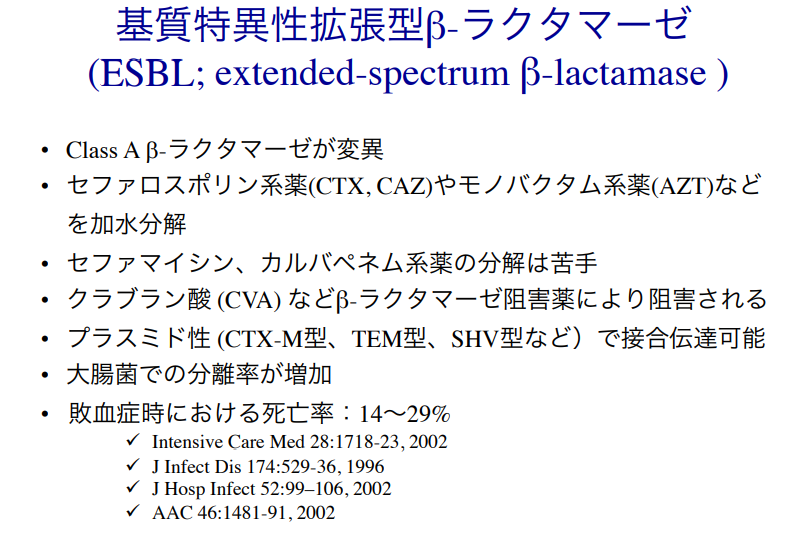 基質特異性拡張型β-ラクタマーゼ
(ESBL; extended-spectrum β-lactamase )
• Class A β-ラクタマーゼが変異
• セファロスポリン系薬(CTX, CAZ)やモノバクタム系薬(AZT)など
を加水分解
• セファマイシン、カルバペネム系薬の分解は苦手
• クラブラン酸 (CVA) などβ-ラクタマーゼ阻害薬により阻害される
• プラスミド性 (CTX-M型、TEM型、SHV型など）で接合伝達可能
• 大腸菌での分離率が増加
• 敗血症時における死亡率：14〜29%
✓ Intensive Care Med 28:1718-23, 2002
✓ J Infect Dis 174:529-36, 1996
✓ J Hosp Infect 52:99–106, 2002
✓ AAC 46:1481-91, 2002